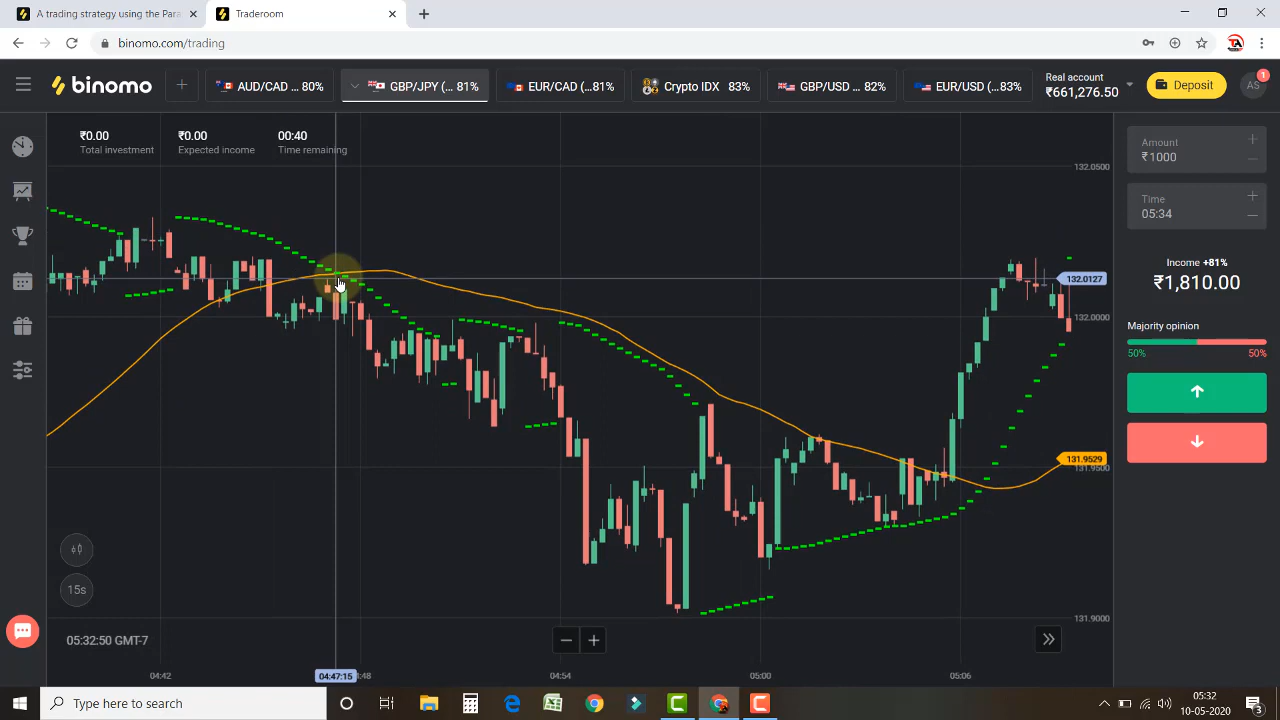 A trading strategy using the Para
Traderoom
binomo.com/trading
binomo
AUD/CAD ... 80%
GBP/JPY (... 81%
EUR/CAD (...81%
Crypto IDX 83%
GBP/USD ... 82%
EUR/USD (...83%
Real account
₹661,276.50
Deposit
AS
1
₹0.00
Total investment
₹0.00
Expected income
00:40
Time remaining
132.0500
132.0127
132.0000
131.9529
131.9500
131.9000
Amount
₹1000
Time
05:34
Income +81%
₹1,810.00
Majority opinion
50%
50%
15s
05:32:50 GMT-7
04:42
04:47:15
:48
04:54
05:00
05:06
Type here to search
05:32
10-05-2020
3